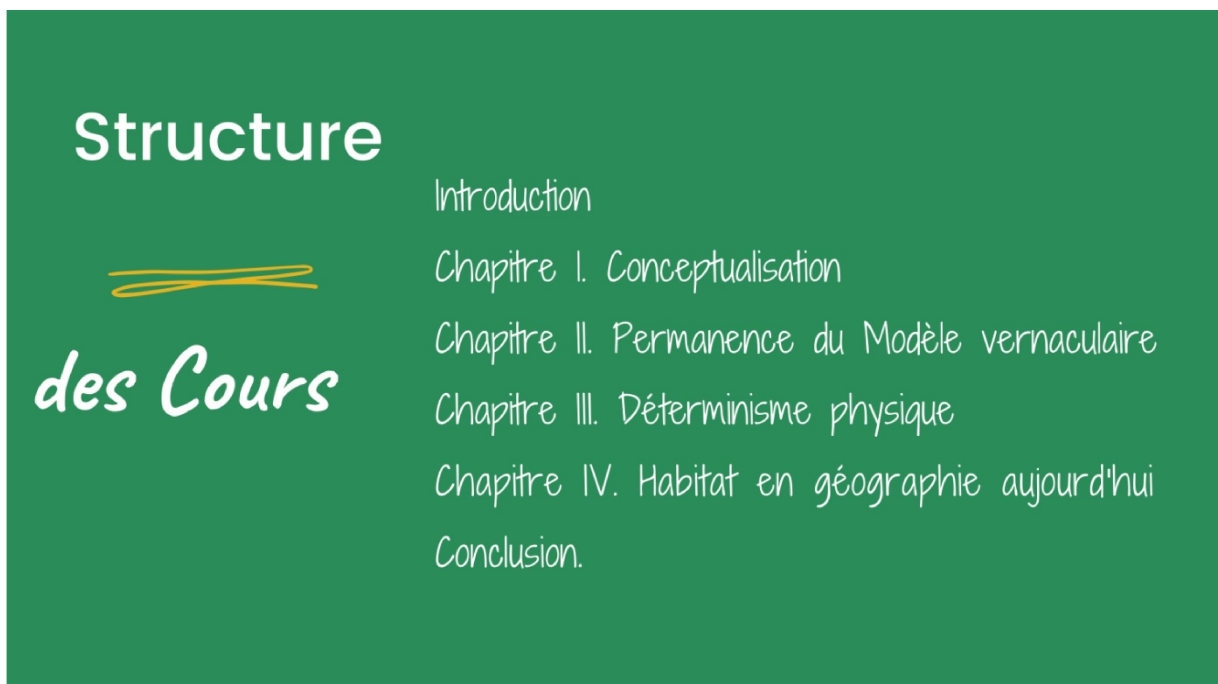 Structure
des Cours
Introduction
Chapitre I. Conceptualisation
Chapitre II. Permanence du Modèle vernaculaire
Chapitre III. Déterminisme physique
Chapitre IV. Habitat en géographie aujourd'hui
Conclusion.